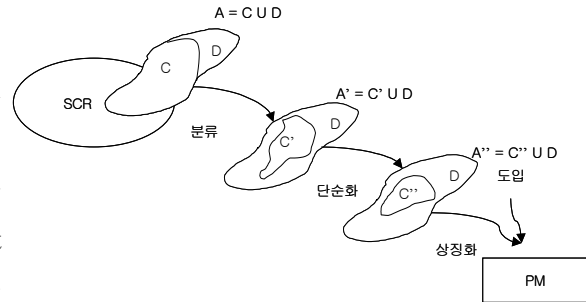 A = C U D
D
C
SCR
A' = C' U D
분류
D
C'
A'' = C'' U D
도입
D
단순화
C''
상징화
PM